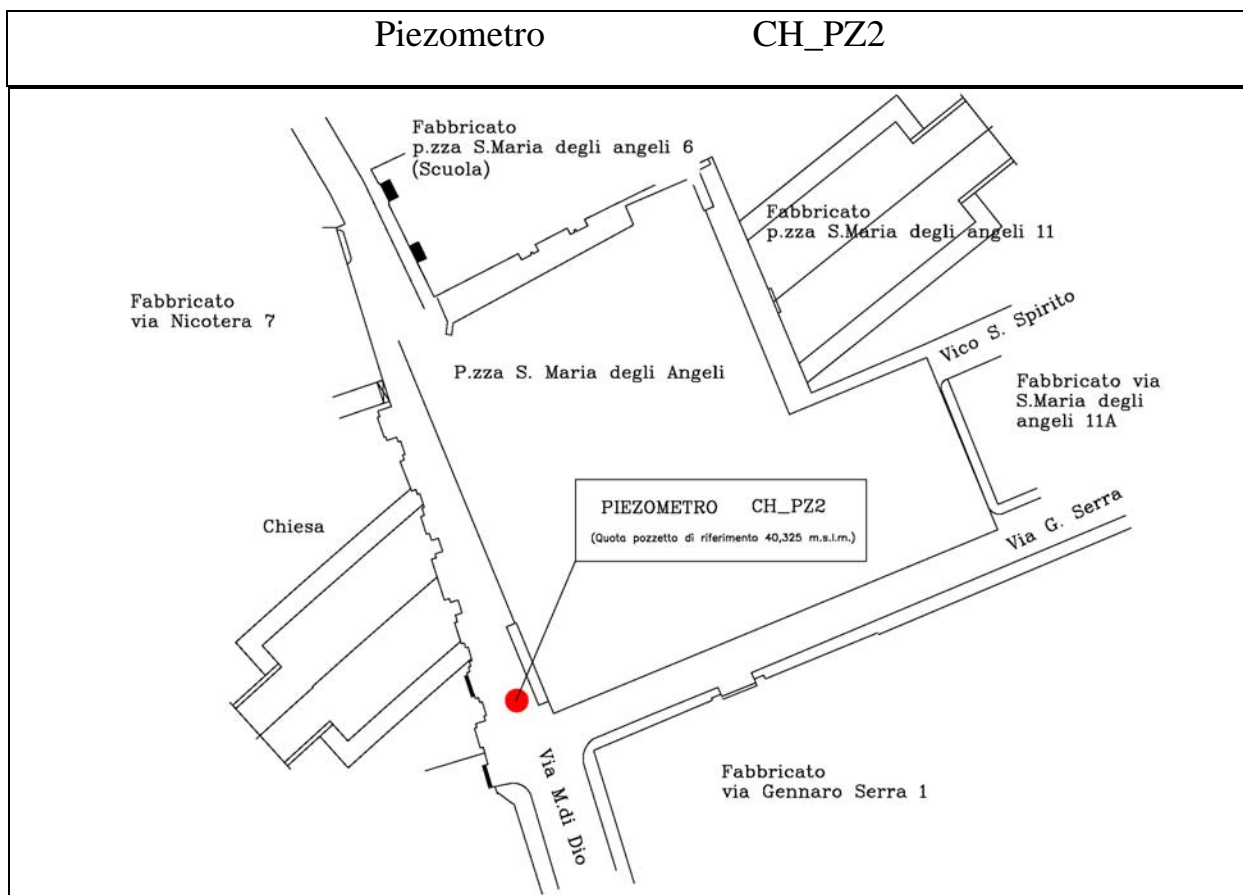 Piezometro CH_PZ2
Fabbricato
p.zza S.Maria degli angeli 6
(Scuola)
Fabbricato
p.zza S.Maria degli angeli 11
Fabbricato
via Nicotera 7
Vico S. Spirito
P.zza S. Maria degli Angeli
Fabbricato via
S.Maria degli
angeli 11A
PIEZOMETRO CH_PZ2
(Quota pozzetto di riferimento 40,325 m.s.l.m.)
Chiesa
Via G. Serra
Via M.di Dio
Fabbricato
via Gennaro Serra 1